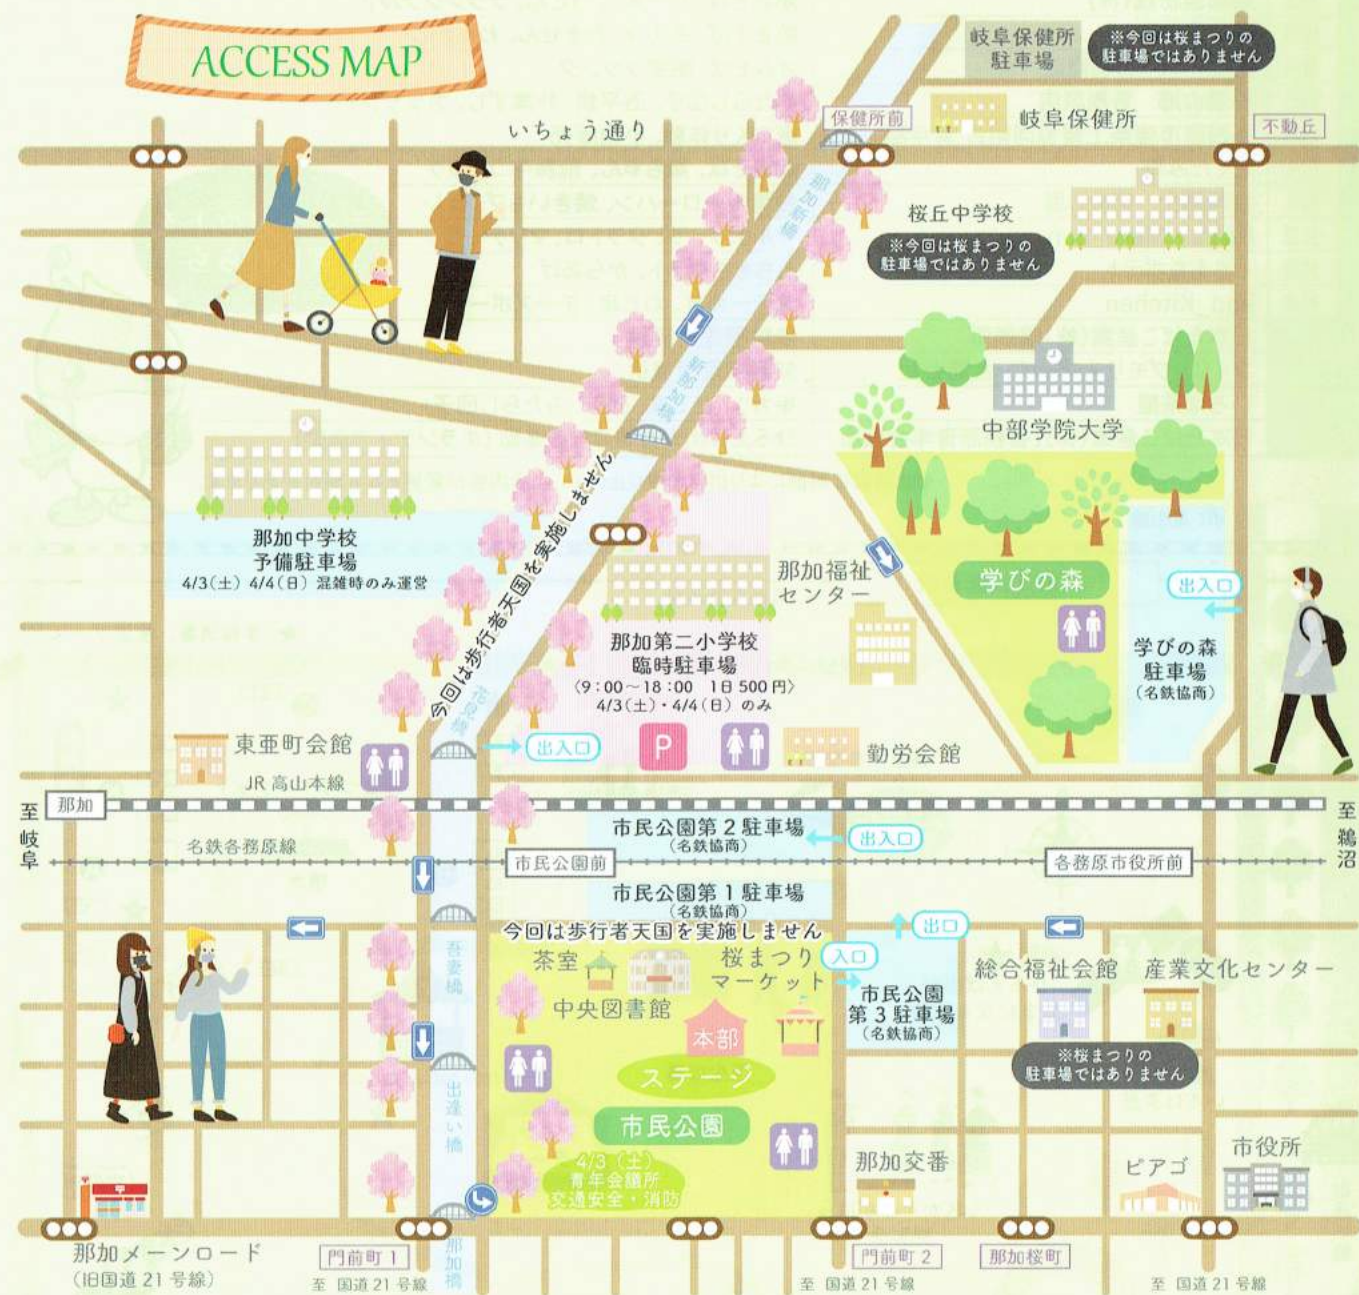 ACCESS MAP
岐阜保健所
駐車場
※今回は桜まつりの
駐車場ではありません
いちょう通り
保健所前
岐阜保健所
不動丘
那加新橋
桜丘中学校
※今回は桜まつりの
駐車場ではありません
新那加橋
中部学院大学
今回は歩行者天国を実施しません
那加中学校
予備駐車場
4/3(土) 4/4(日) 混雑時のみ運営
那加福祉
センター
学びの森
出入口
那加第二小学校
臨時駐車場
〈9:00〜18:00 1日500円〉
4/3(土)・4/4(日) のみ
学びの森
駐車場
(名鉄協商)
P
東亜町会館
出入口
勤労会館
JR 高山本線
至 岐阜
那加
至 鵜沼
市民公園第2駐車場
(名鉄協商)
出入口
名鉄各務原線
市民公園前
各務原市役所前
市民公園第1駐車場
(名鉄協商)
今回は歩行者天国を実施しません
出口
吾妻橋
茶室
桜まつり
マーケット
入口
総合福祉会館
産業文化センター
中央図書館
市民公園
第3駐車場
(名鉄協商)
本部
※桜まつりの
駐車場ではありません
ステージ
出逢い橋
市民公園
那加交番
ピアゴ
市役所
4/3(土)
青年会議所
交通安全・消防
那加メーンロード
(旧国道21号線)
門前町1
那加橋
門前町2
那加桜町
至 国道21号線
至 国道21号線
至 国道21号線